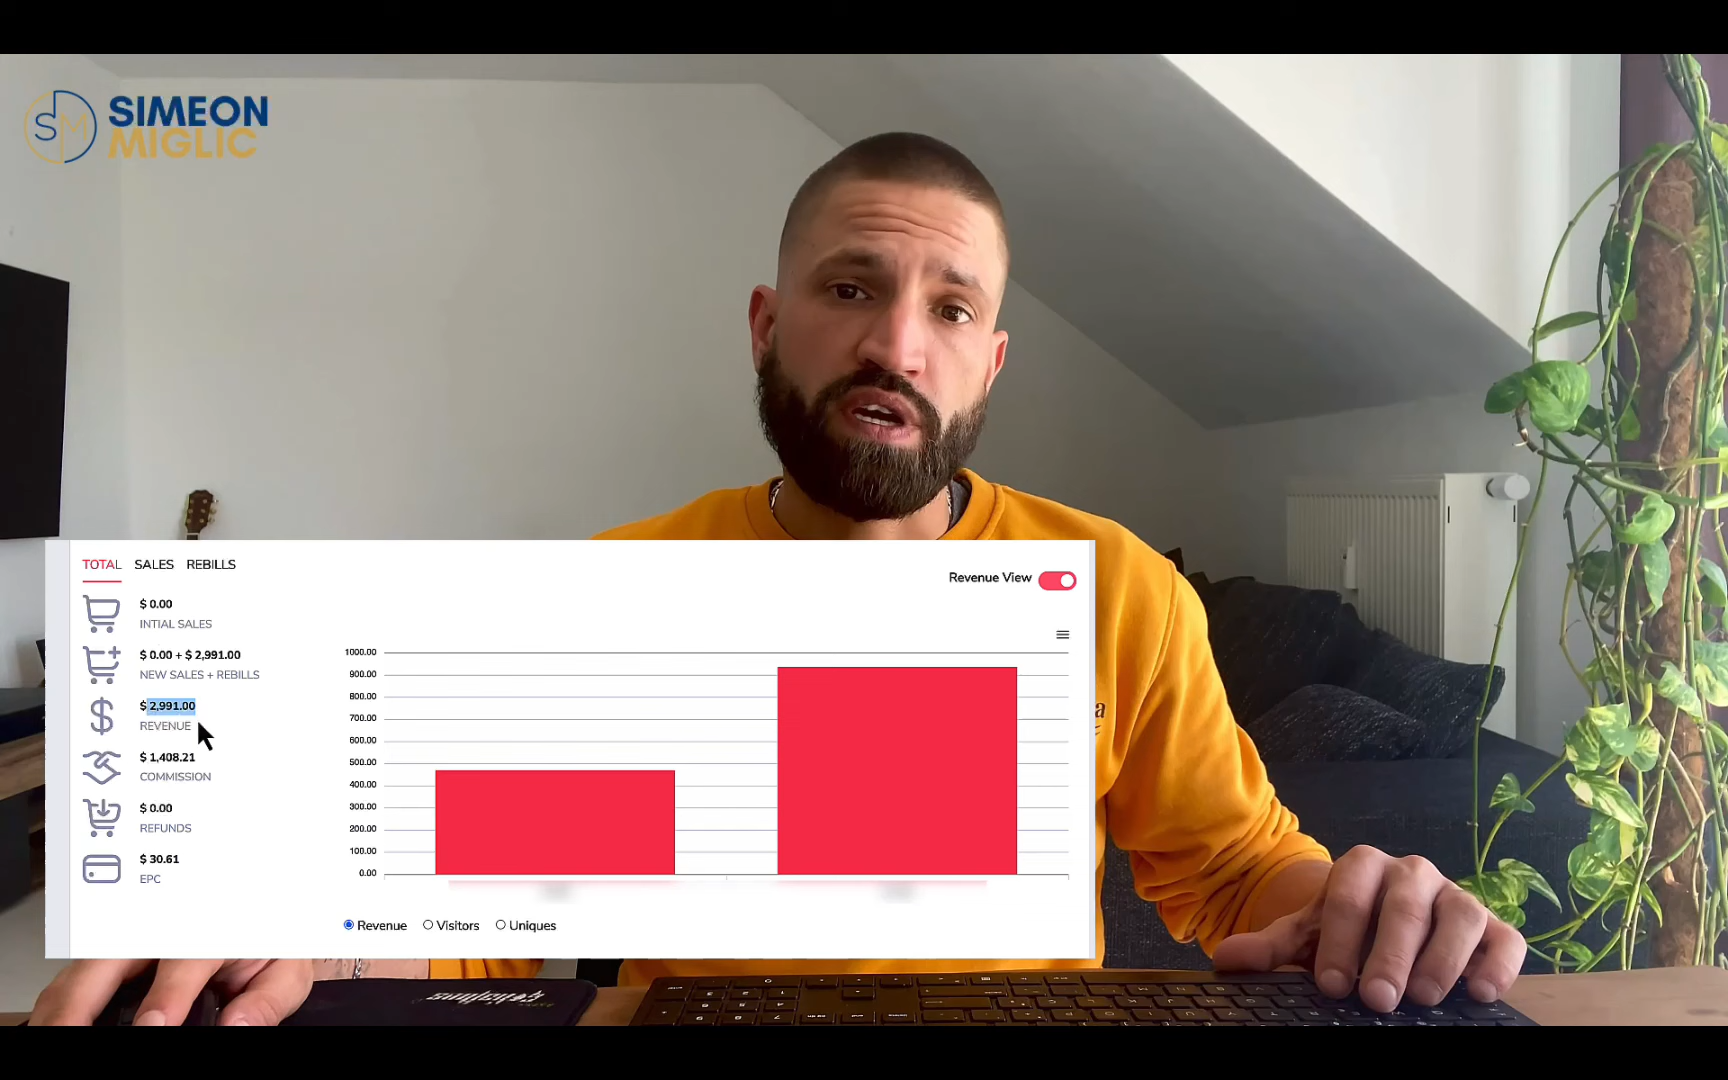 SIMEON
MIGLIC
SM
TOTAL SALES REBILLS
Revenue View
$ 0.00
INTIAL SALES
$ 0.00 + $ 2,991.00
NEW SALES + REBILLS
$ 2,991.00
REVENUE
$ 1,408.21
COMMISSION
$ 0.00
REFUNDS
$ 30.61
EPC
1000.00
900.00
800.00
700.00
600.00
500.00
400.00
300.00
200.00
100.00
0.00
Revenue Visitors Uniques